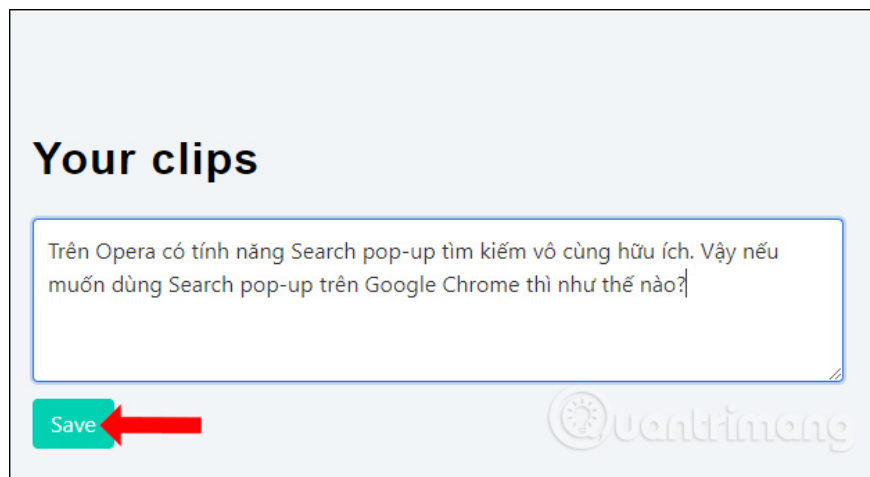 Your clips
Trên Opera có tính năng Search pop-up tìm kiếm vô cùng hữu ích. Vậy nếu
muốn dùng Search pop-up trên Google Chrome thì như thế nào?
Save
Quantrimang